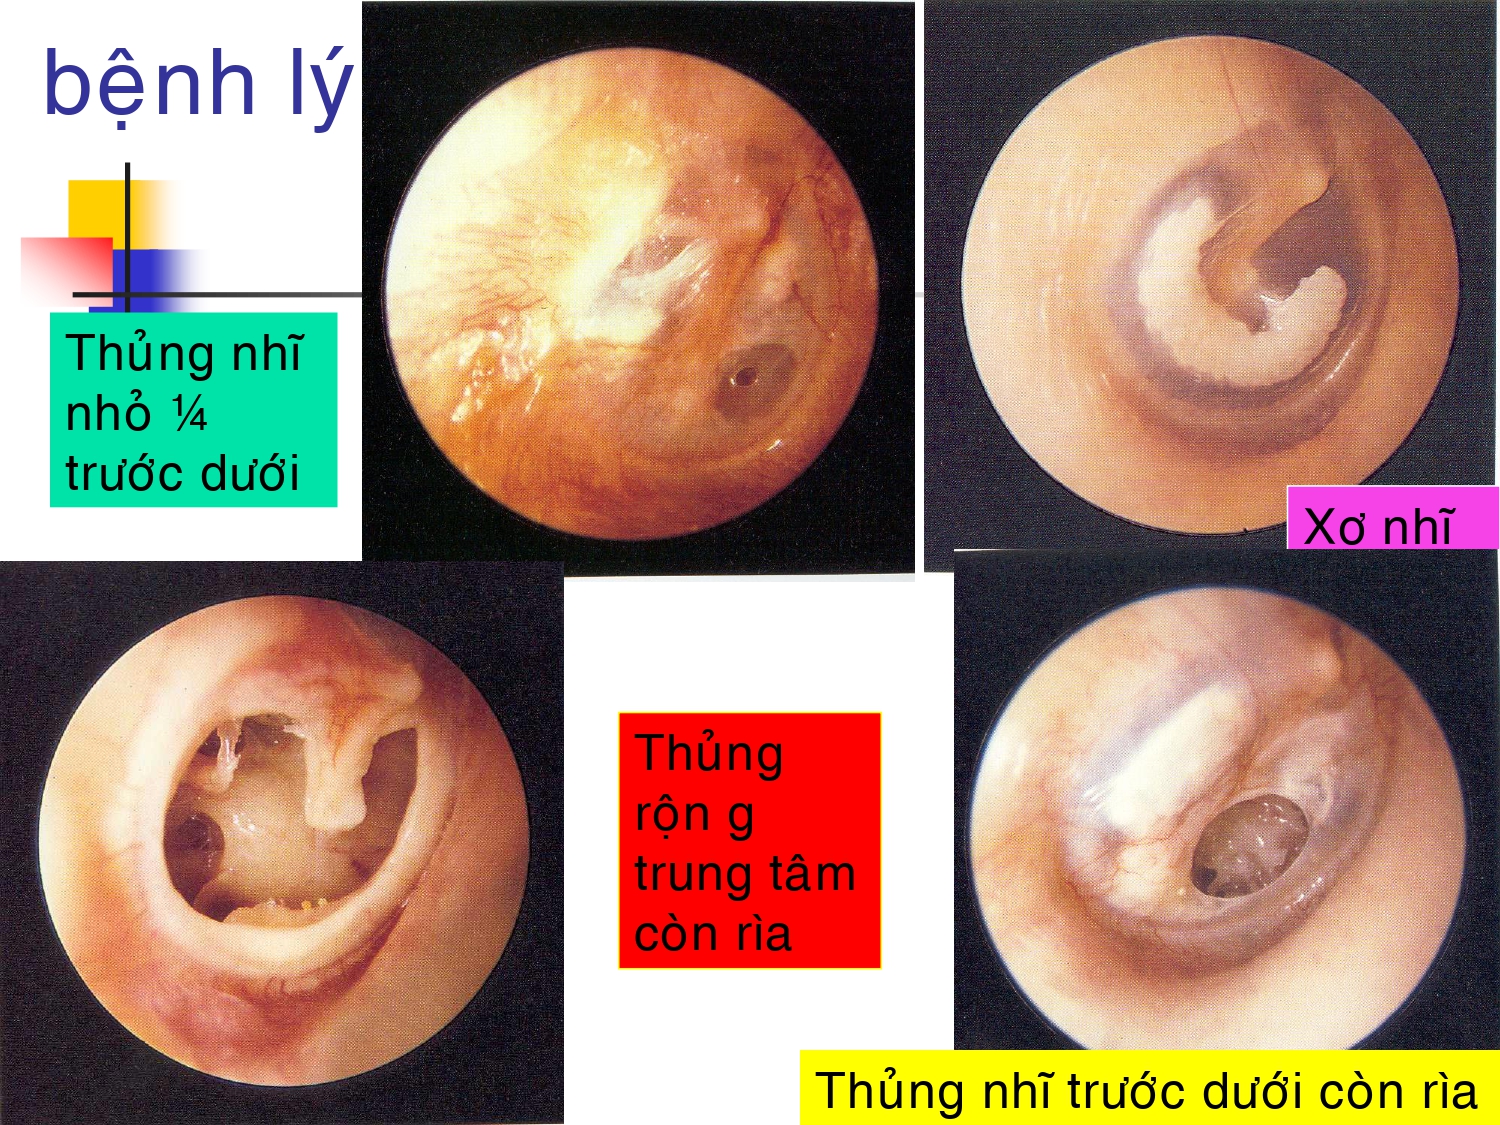 bệnh lý
Thủng nhĩ
nhỏ ¼
trước dưới
Xơ nhĩ
Thủng
rộn g
trung tâm
còn rìa
Thủng nhĩ trước dưới còn rìa